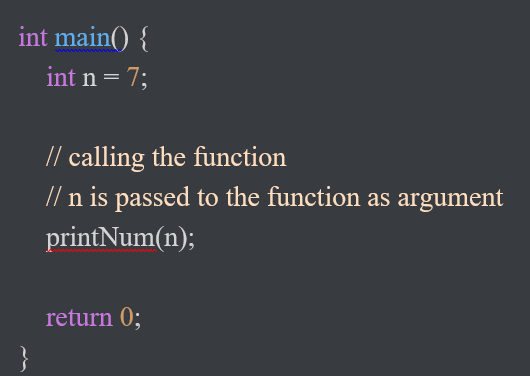 int main() {
int n = 7;
// calling the function
// n is passed to the function as argument
printNum(n);
return 0;
}